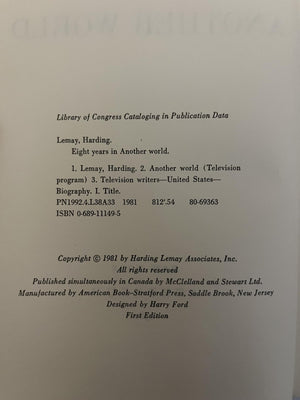 ANOTHER WORLD
Library of Congress Cataloging in Publication Data
Lemay, Harding.
Eight years in Another world.
1. Lemay, Harding. 2. Another world (Television
program) 3. Television writers—United States—
Biography. I. Title.
PN1992.4.L38A33 1981 812'.54 80-69363
ISBN 0-689-11149-5
Copyright © 1981 by Harding Lemay Associates, Inc.
All rights reserved
Published simultaneously in Canada by McClelland and Stewart Ltd.
Manufactured by American Book–Stratford Press, Saddle Brook, New Jersey
Designed by Harry Ford
First Edition